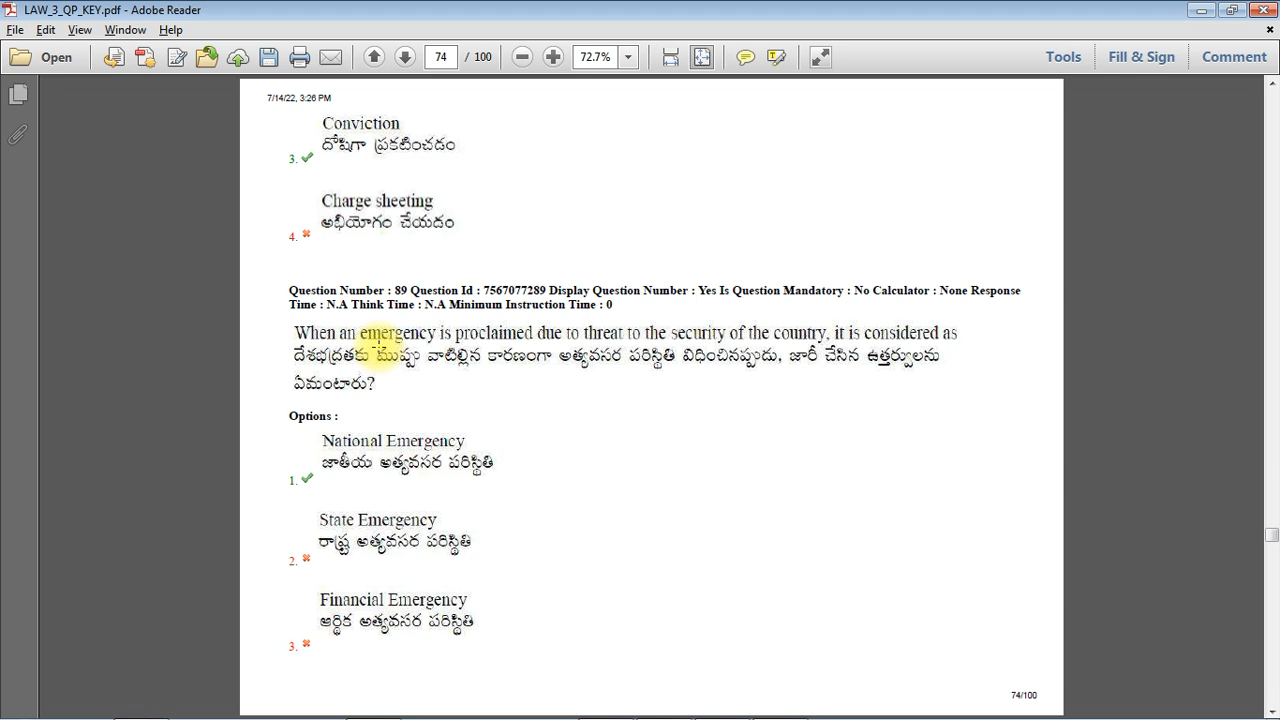 LAW_3_QP_KEY.pdf - Adobe Reader
File Edit View Window Help
Open 74 / 100 72.7% Tools Fill & Sign Comment
7/14/22, 3:26 PM
Conviction
దోషిగా ప్రకటించడం
3.
Charge sheeting
అభియోగం చేయడం
4.
Question Number : 89 Question Id : 7567077289 Display Question Number : Yes Is Question Mandatory : No Calculator : None Response
Time : N.A Think Time : N.A Minimum Instruction Time : 0
When an emergency is proclaimed due to threat to the security of the country, it is considered as
దేశభద్రతకు ముప్పు వాటిల్లిన కారణంగా అత్యవసర పరిస్థితి విధించినప్పుడు, జారీ చేసిన ఉత్తర్వులను
ఏమంటారు?
Options :
National Emergency
జాతీయ అత్యవసర పరిస్థితి
1.
State Emergency
రాష్ట్ర అత్యవసర పరిస్థితి
2.
Financial Emergency
ఆర్థిక అత్యవసర పరిస్థితి
3.
74/100